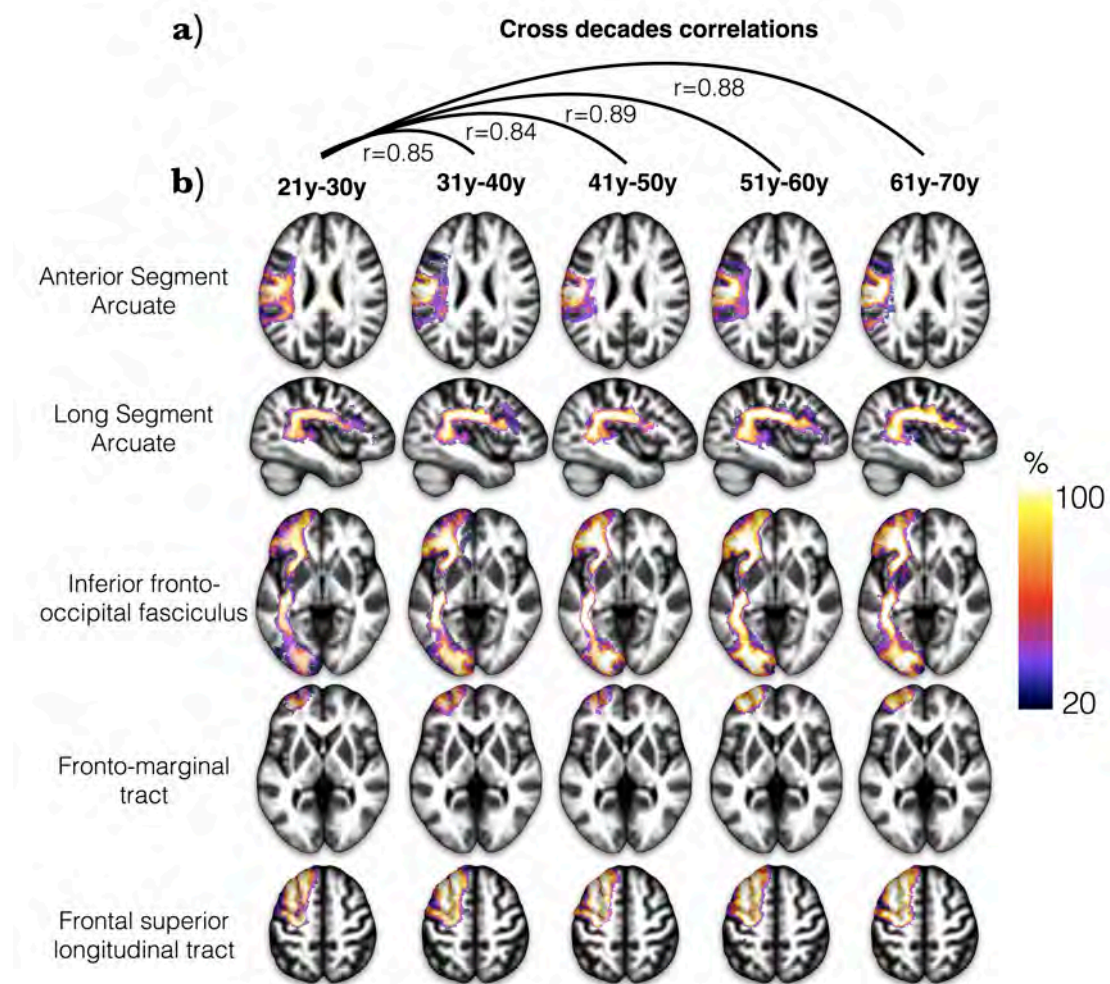 a)
Cross decades correlations
r=0.88
r=0.89
r=0.84
r=0.85
b)
21y-30y 31y-40y 41y-50y 51y-60y 61y-70y
Anterior Segment
Arcuate
Long Segment
Arcuate
%
100
Inferior fronto-
occipital fasciculus
20
Fronto-marginal
tract
Frontal superior
longitudinal tract